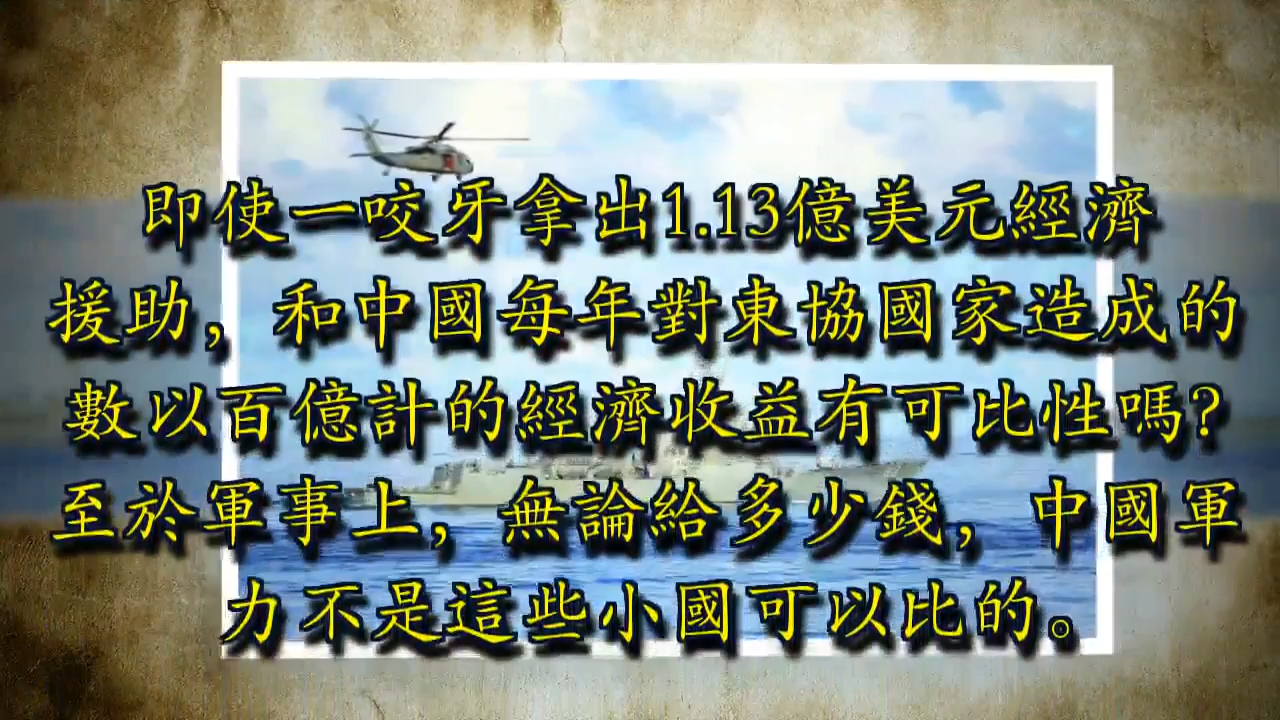 即使一咬牙拿出1.13億美元經濟
援助，和中國每年對東協國家造成的
數以百億計的經濟收益有可比性嗎?
至於軍事上，無論給多少錢，中國軍
力不是這些小國可以比的。